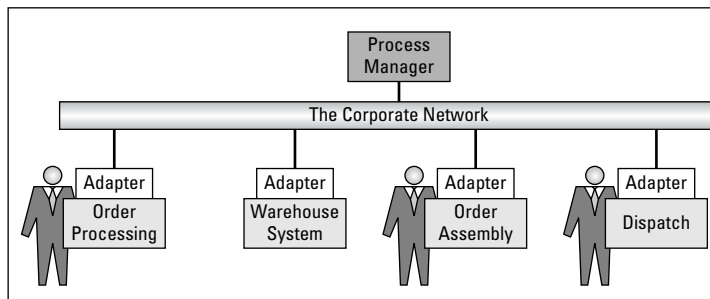 Process
Manager
The Corporate Network
Adapter
Order
Processing
Adapter
Warehouse
System
Adapter
Order
Assembly
Adapter
Dispatch